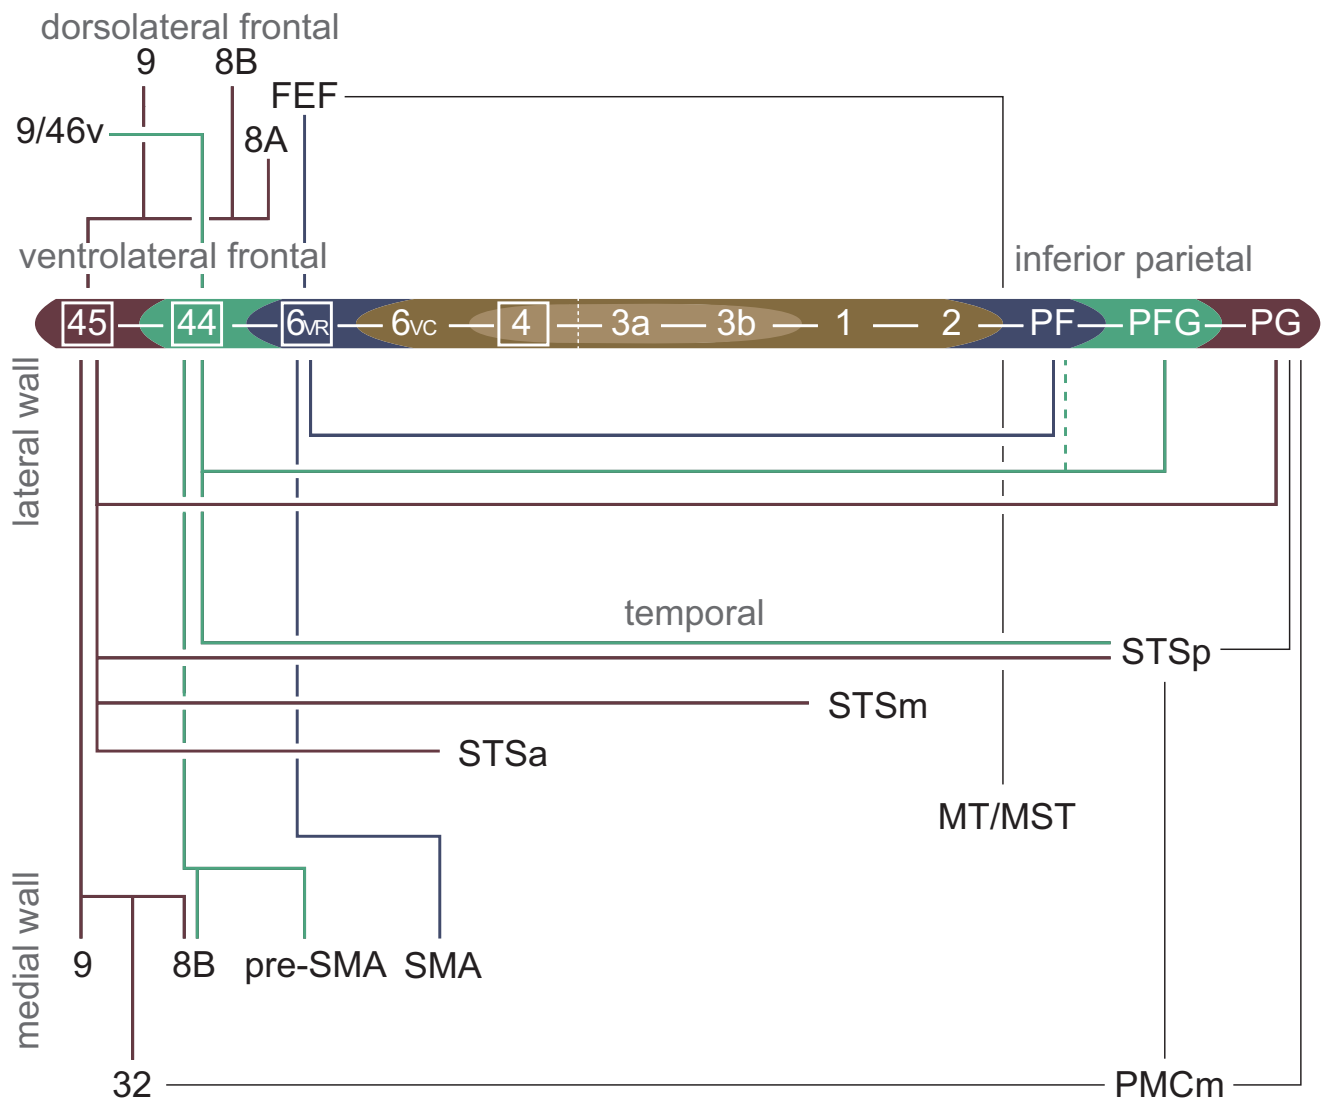 dorsolateral frontal
9 8B
FEF
9/46v 8A
ventrolateral frontal inferior parietal
45 44 6VR 6VC 4 3a 3b 1 2 PF PFG PG
lateral wall
temporal
STSp
STSm
STSa
MT/MST
medial wall
9 8B pre-SMA SMA
32 PMCm